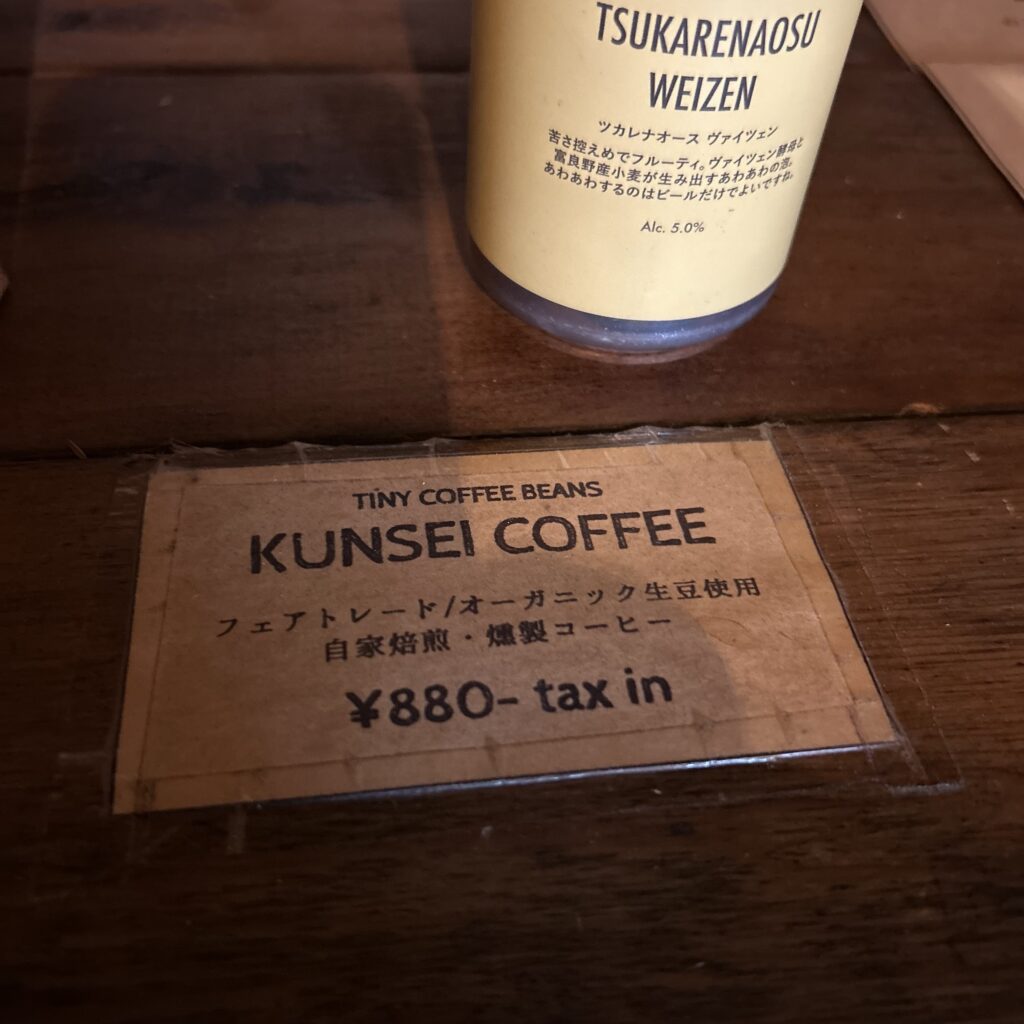 TSUKARENAOSU
WEIZEN
ツカレナオース ヴァイツェン
苦さ控えめでフルーティ。ヴァイツェン酵母と
富良野産小麦が生み出すあわあわの泡。
あわあわするのはビールだけでよいですね。
Alc. 5.0%
TINY COFFEE BEANS
KUNSEI COFFEE
フェアトレード/オーガニック生豆使用
自家焙煎・燻製コーヒー
¥880- tax in